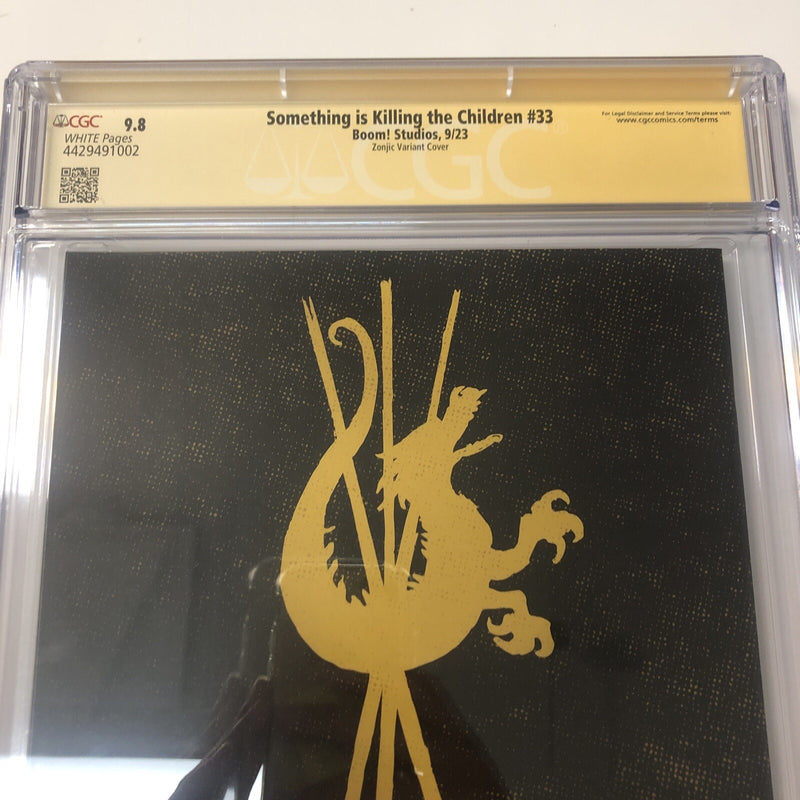 CGC 9.8
WHITE Pages
4429491002
Something is Killing the Children #33
Boom! Studios, 9/23
Zonjic Variant Cover
For Legal Disclaimer and Service Terms please visit:
www.cgccomics.com/terms
CGC®